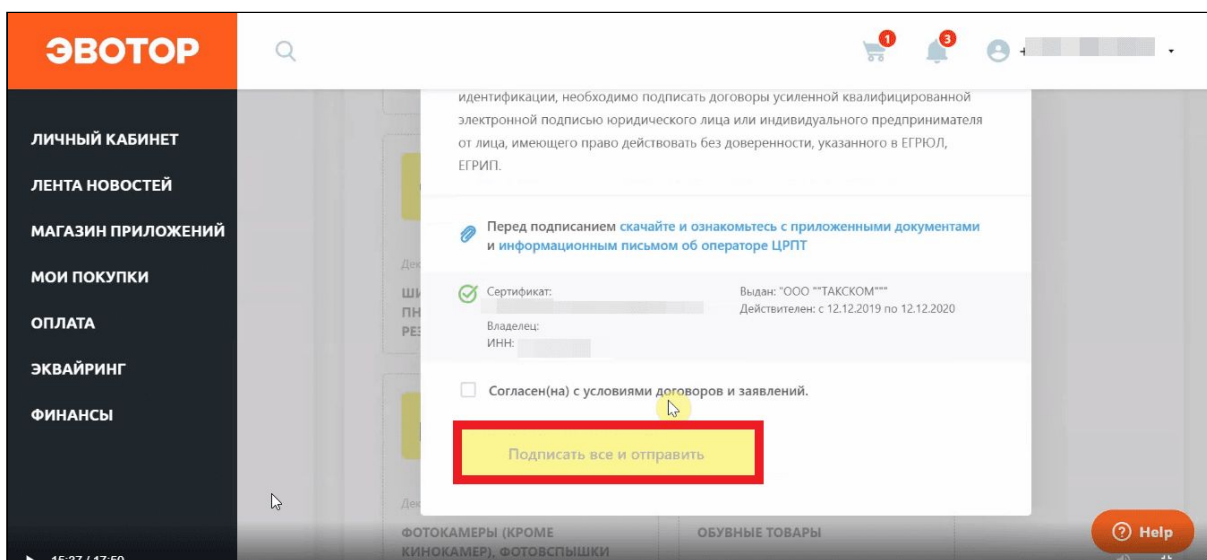 ЭВОТОР
1
3
+
ЛИЧНЫЙ КАБИНЕТ
ЛЕНТА НОВОСТЕЙ
МАГАЗИН ПРИЛОЖЕНИЙ
МОИ ПОКУПКИ
ОПЛАТА
ЭКВАЙРИНГ
ФИНАНСЫ
идентификации, необходимо подписать договоры усиленной квалифицированной
электронной подписью юридического лица или индивидуального предпринимателя
от лица, имеющего право действовать без доверенности, указанного в ЕГРЮЛ,
ЕГРИП.
Перед подписанием скачайте и ознакомьтесь с приложенными документами
и информационным письмом об операторе ЦРПТ
Сертификат:
Владелец:
ИНН:
Выдан: "ООО ""ТАКСКОМ"""
Действителен: с 12.12.2019 по 12.12.2020
Согласен(на) с условиями договоров и заявлений.
Подписать все и отправить
ФОТОКАМЕРЫ (КРОМЕ
КИНОКАМЕР), ФОТОВСПЫШКИ
ОБУВНЫЕ ТОВАРЫ
Help
15:27 / 17:50